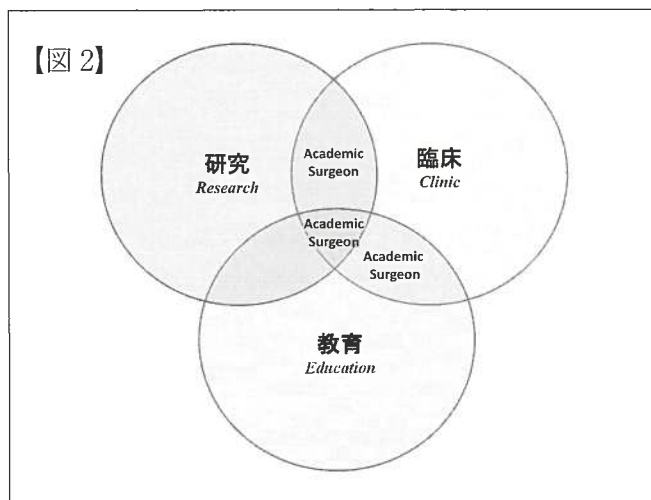 【図2】
研究
Research
Academic
Surgeon
臨床
Clinic
Academic
Surgeon
Academic
Surgeon
教育
Education